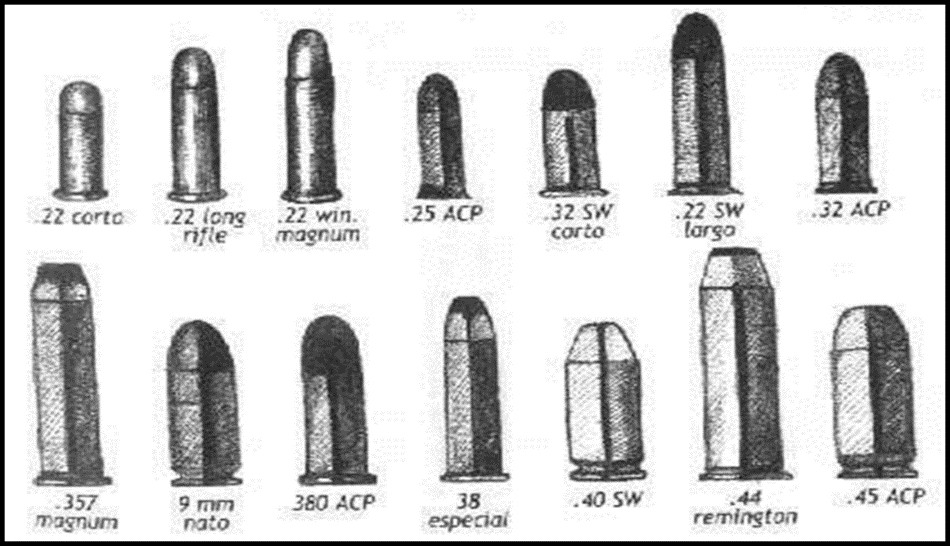 .22 corto
.22 long
rifle
.22 win.
magnum
.25 ACP
.32 SW
corto
.22 SW
largo
.32 ACP
.357
magnum
9 mm
nato
380 ACP
38
especial
.40 SW
.44
remington
.45 ACP